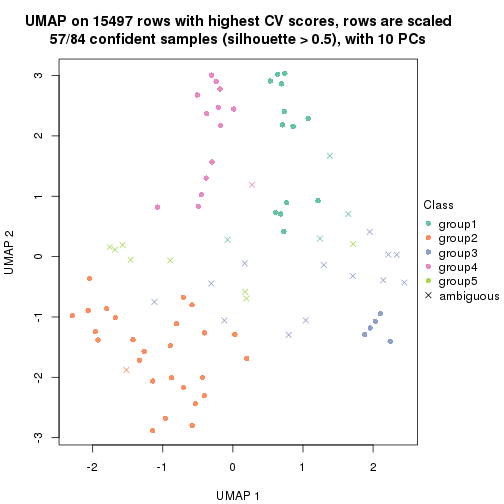 UMAP on 15497 rows with highest CV scores, rows are scaled
57/84 confident samples (silhouette > 0.5), with 10 PCs
3
2
1
0
-1
-2
-3
UMAP 2
-2
-1
0
1
2
UMAP 1
Class
group1
group2
group3
group4
group5
ambiguous